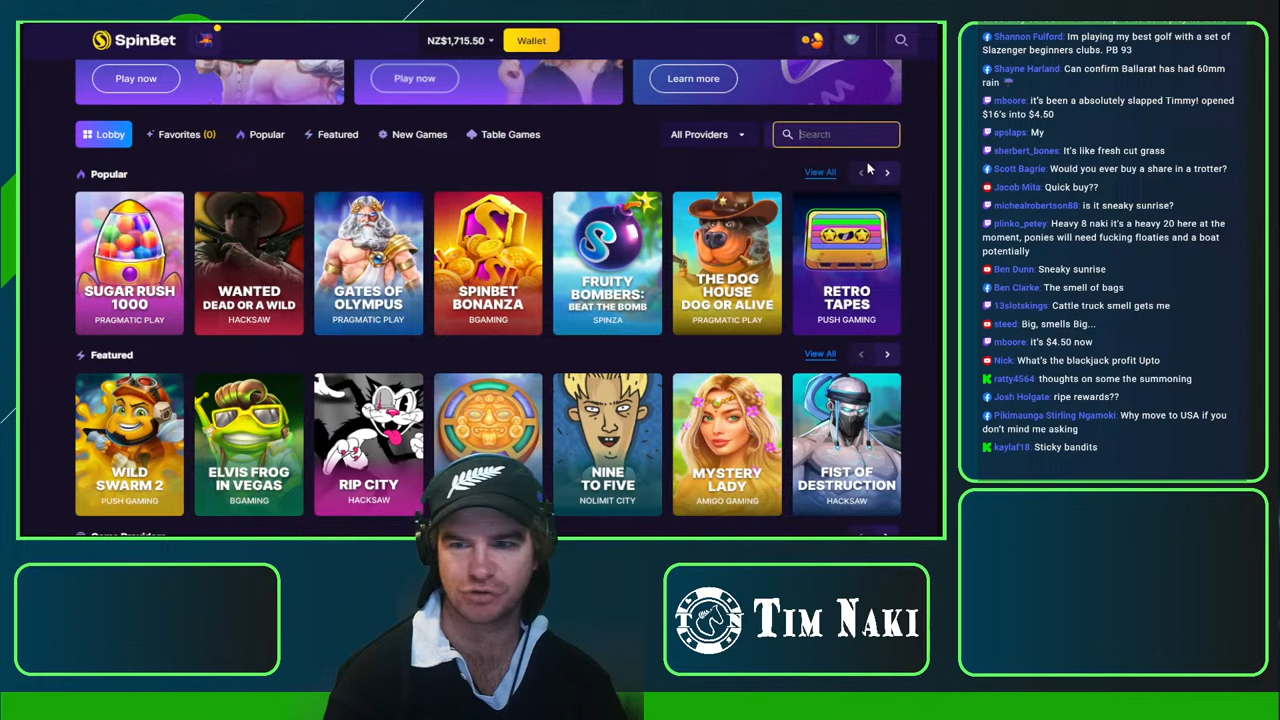 SpinBet
NZ$1,715.50
Wallet
Play now
Play now
Learn more
Lobby
Favorites (0)
Popular
Featured
New Games
Table Games
All Providers
Search
Popular
View All
SUGAR RUSH
1000
PRAGMATIC PLAY
WANTED
DEAD OR A WILD
HACKSAW
GATES OF
OLYMPUS
PRAGMATIC PLAY
SPINBET
BONANZA
BGAMING
FRUITY
BOMBERS:
BEAT THE BOMB
SPINZA
THE DOG
HOUSE
DOG OR ALIVE
PRAGMATIC PLAY
RETRO
TAPES
PUSH GAMING
Featured
View All
WILD
SWARM 2
PUSH GAMING
ELVIS FROG
IN VEGAS
BGAMING
RIP CITY
HACKSAW
NINE
TO FIVE
NOLIMIT CITY
MYSTERY
LADY
AMIGO GAMING
FIST OF
DESTRUCTION
HACKSAW
TIM NAKI
Shannon Fulford: Im playing my best golf with a set of
Slazenger beginners clubs. PB 93
Shayne Harland: Can confirm Ballarat has had 60mm
rain
mboore: it's been a absolutely slapped Timmy! opened
$16's into $4.50
apslaps: My
sherbert_bones: It's like fresh cut grass
Scott Bagrie: Would you ever buy a share in a trotter?
Jacob Mita: Quick buy??
michealrobertson88: is it sneaky sunrise?
plinko_petey: Heavy 8 naki it's a heavy 20 here at the
moment, ponies will need fucking floaties and a boat
potentially
Ben Dunn: Sneaky sunrise
Ben Clarke: The smell of bags
13slotskings: Cattle truck smell gets me
steed: Big, smells Big...
mboore: it's $4.50 now
Nick: What's the blackjack profit Upto
ratty4564 thoughts on some the summoning
Josh Holgate: ripe rewards??
Pikimaunga Stirling Ngamoki: Why move to USA if you
don't mind me asking
kaylaf18: Sticky bandits